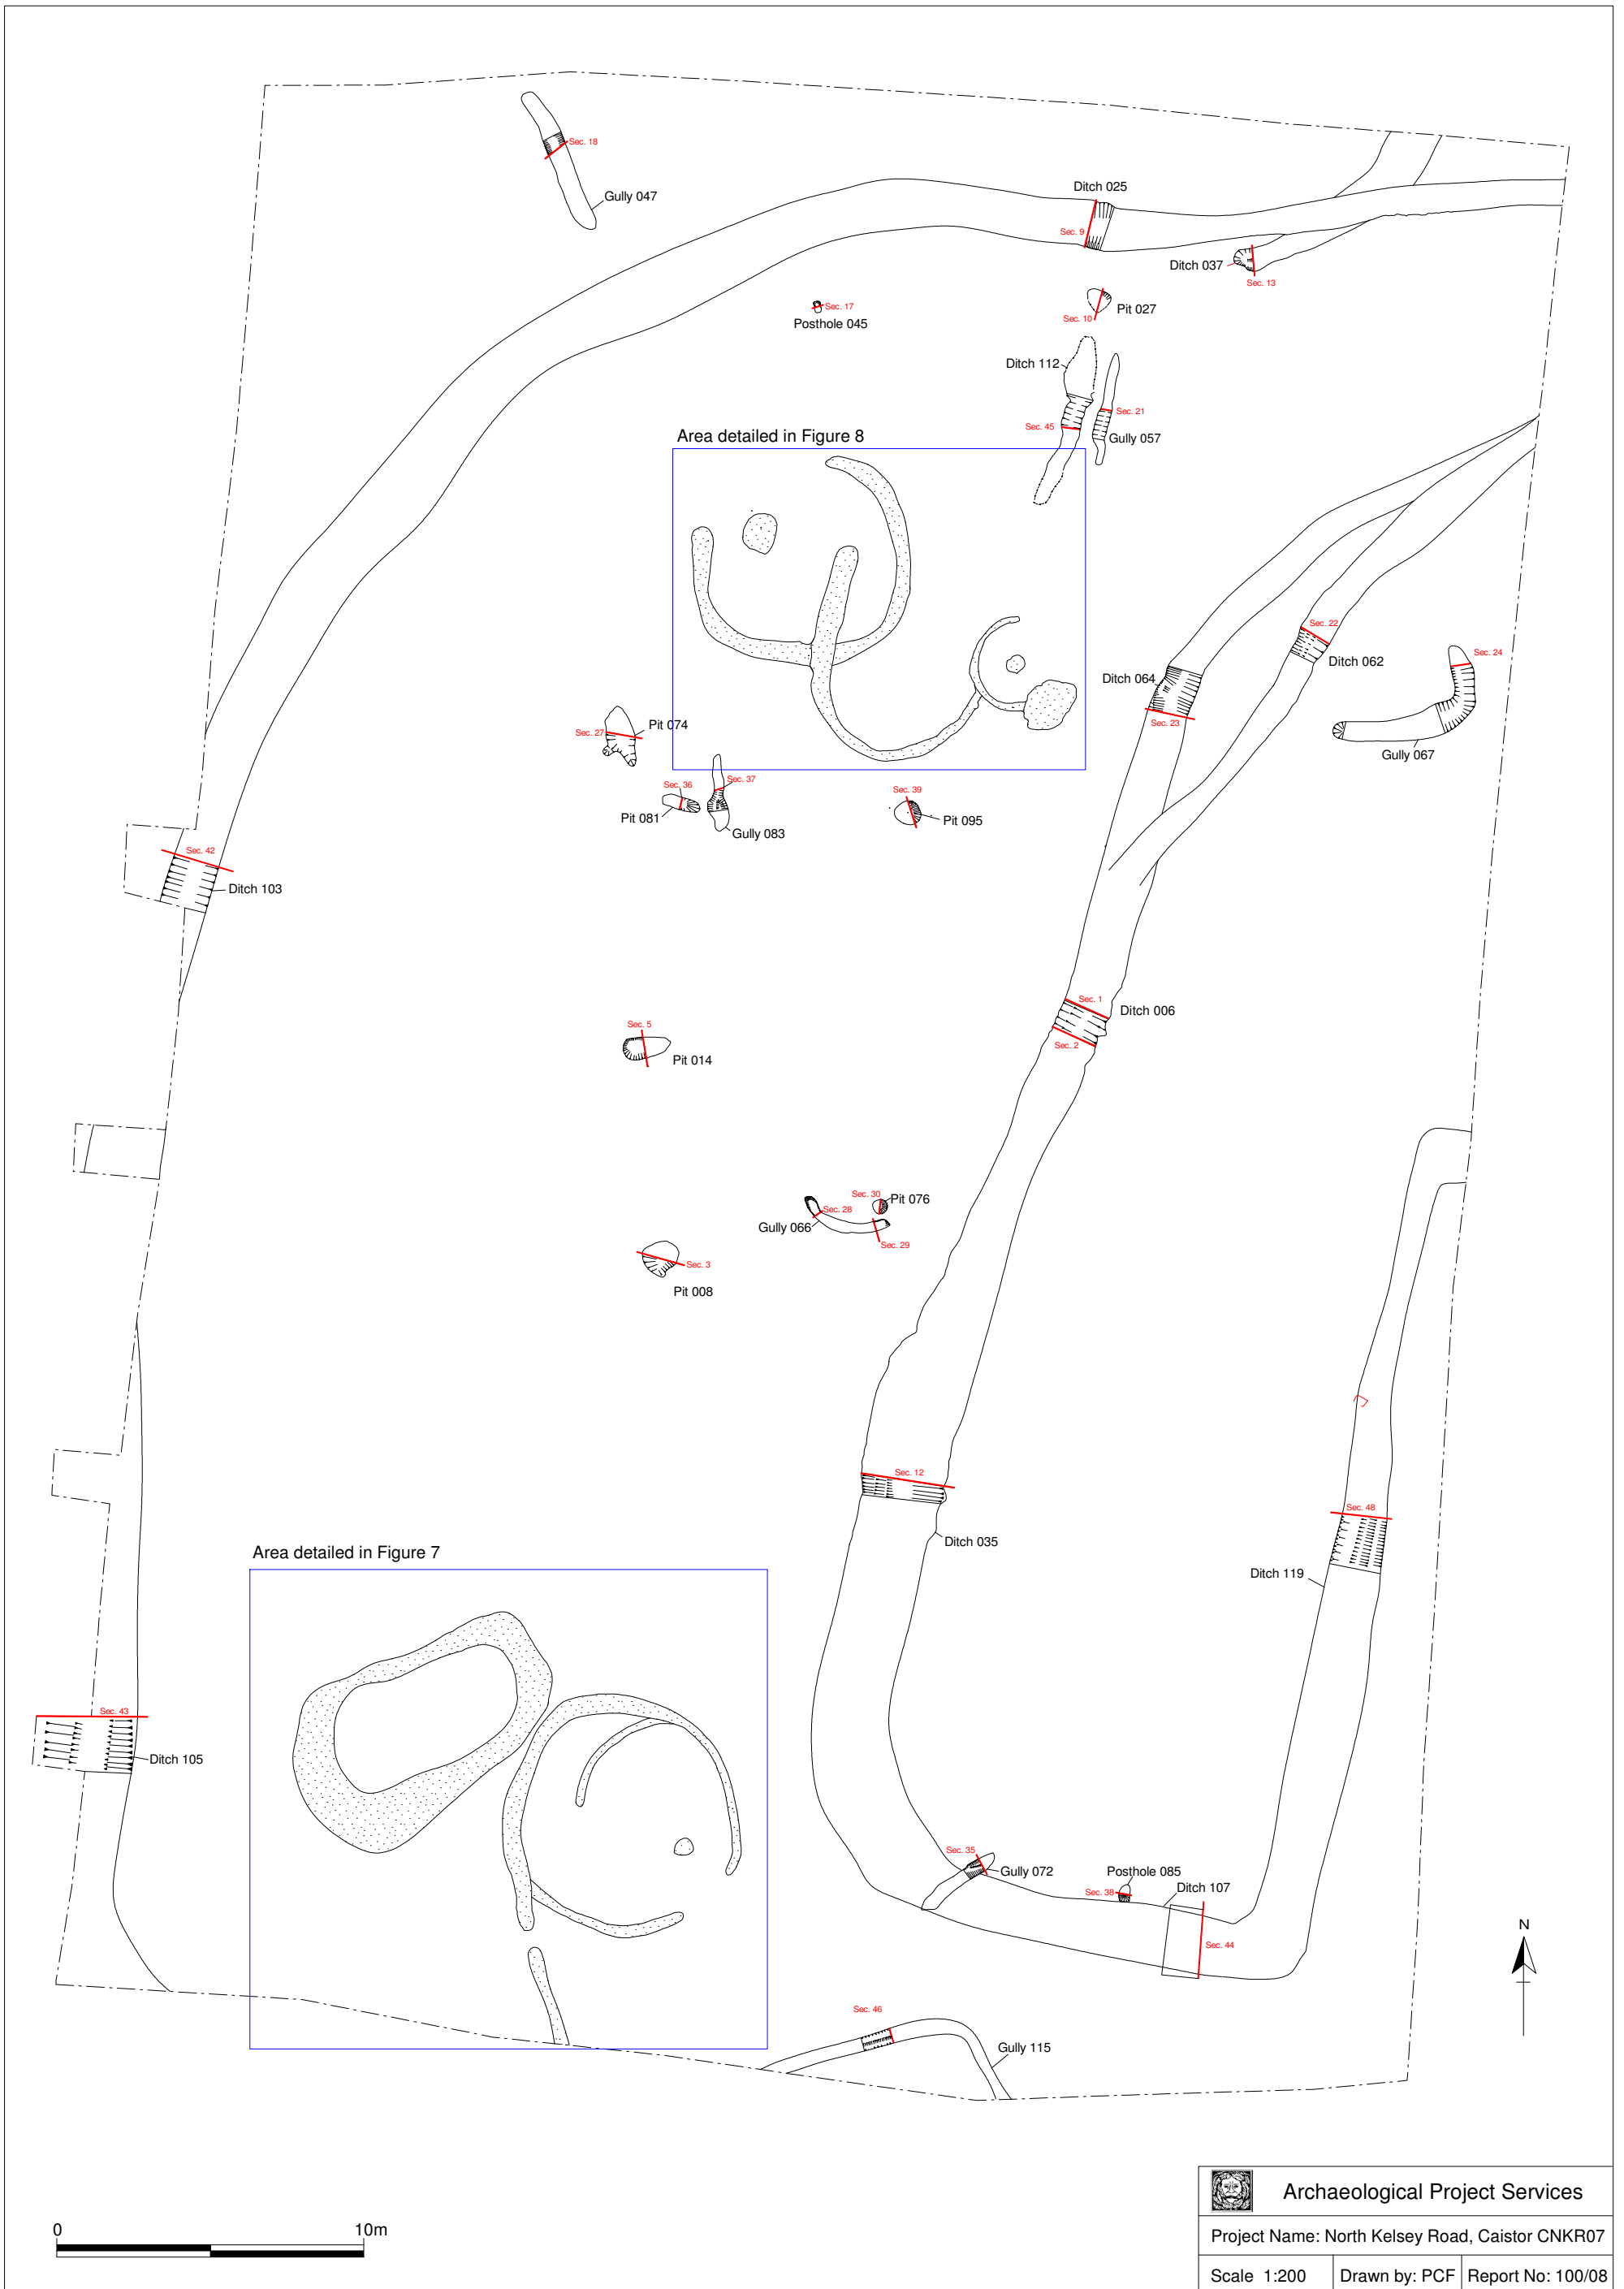 Sec. 18
Gully 047
Ditch 025
Sec. 9
Ditch 037
Sec. 13
Sec. 17
Posthole 045
Pit 027
Sec. 10
Ditch 112
Sec. 21
Sec. 45
Gully 057
Area detailed in Figure 8
Sec. 22
Ditch 062
Sec. 24
Ditch 064
Sec. 23
Gully 067
Pit 074
Sec. 27
Sec. 37
Sec. 36
Pit 081
Gully 083
Sec. 39
Pit 095
Sec. 42
Ditch 103
Sec. 1
Ditch 006
Sec. 2
Sec. 5
Pit 014
Sec. 30
Pit 076
Sec. 28
Gully 066
Sec. 29
Sec. 3
Pit 008
Sec. 12
Ditch 035
Sec. 48
Ditch 119
Area detailed in Figure 7
Sec. 43
Ditch 105
Sec. 35
Gully 072
Posthole 085
Sec. 38
Ditch 107
Sec. 44
N
Sec. 46
Gully 115
0 10m
Archaeological Project Services
Project Name: North Kelsey Road, Caistor CNKR07
Scale 1:200 Drawn by: PCF Report No: 100/08